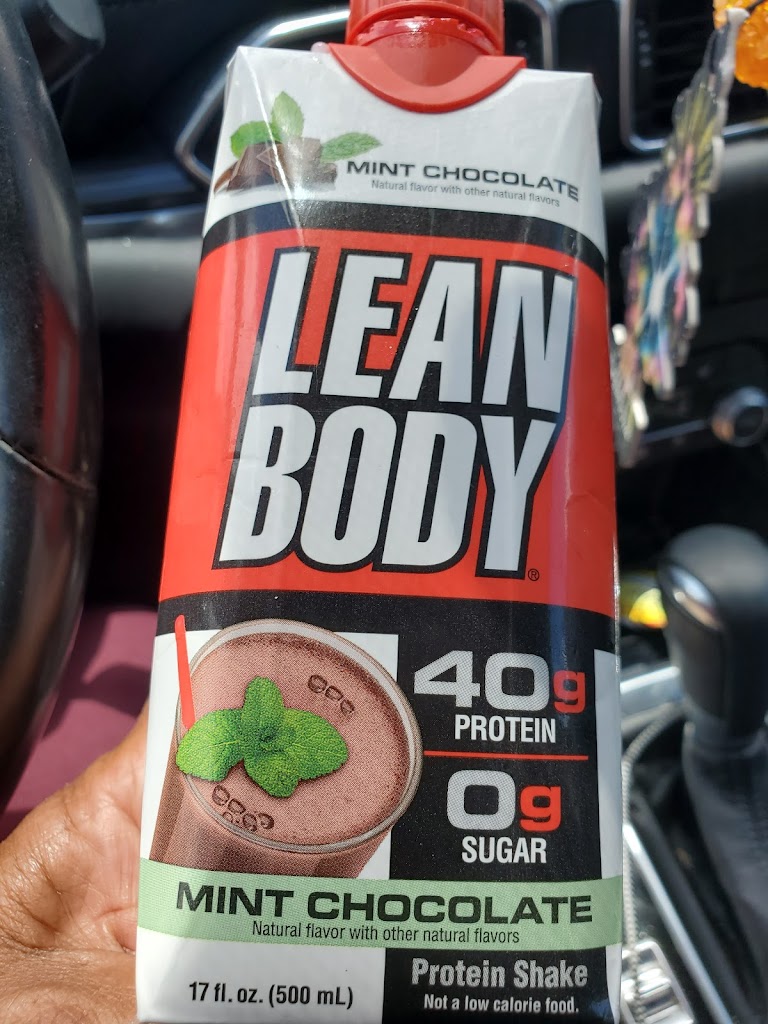 MINT CHOCOLATE
Natural flavor with other natural flavors
LEAN
BODY®
40g
PROTEIN
0g
SUGAR
MINT CHOCOLATE
Natural flavor with other natural flavors
17 fl. oz. (500 mL)
Protein Shake
Not a low calorie food.